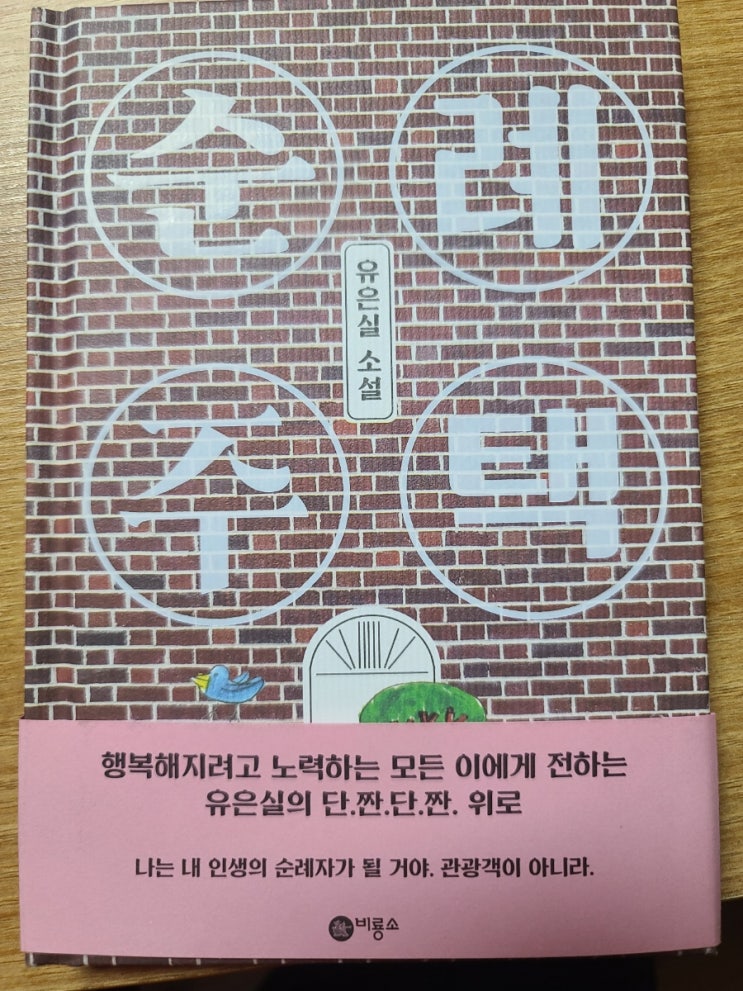 순례
유은실 소설
주택
행복해지려고 노력하는 모든 이에게 전하는
유은실의 단.짠.단.짠. 위로
나는 내 인생의 순례자가 될 거야. 관광객이 아니라.
비룡소